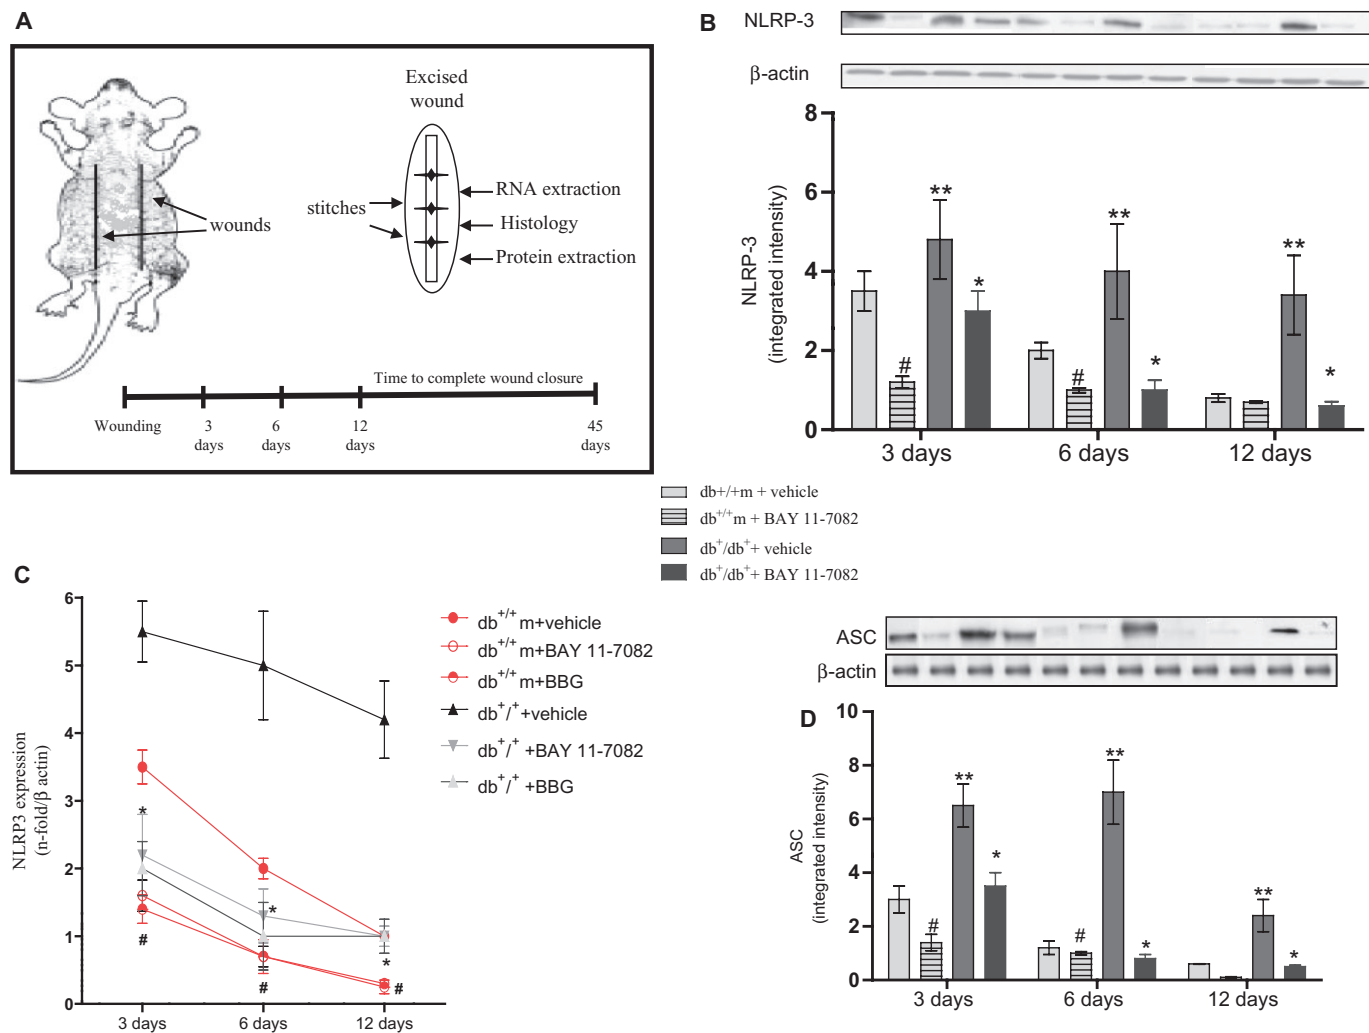 A
Excised
wound
RNA extraction
stitches
Histology
wounds
Protein extraction
Time to complete wound closure
Wounding
3
days
6
days
12
days
45
days
B
NLRP-3
β-actin
NLRP-3
(integrated intensity)
8
6
4
2
0
** ** **
* * *
# #
3 days 6 days 12 days
db+/+m + vehicle
db+/+m + BAY 11-7082
db+/db+ + vehicle
db+/db+ + BAY 11-7082
C
NLRP3 expression
(n-fold/β actin)
6
5
4
3
2
1
0
* * *
# # #
3 days 6 days 12 days
db+/+ m+vehicle
db+/+ m+BAY 11-7082
db+/+ m+BBG
db+/+ +vehicle
db+/+ +BAY 11-7082
db+/+ +BBG
ASC
β-actin
D
ASC
(integrated intensity)
10
8
6
4
2
0
** ** **
* * *
# #
3 days 6 days 12 days